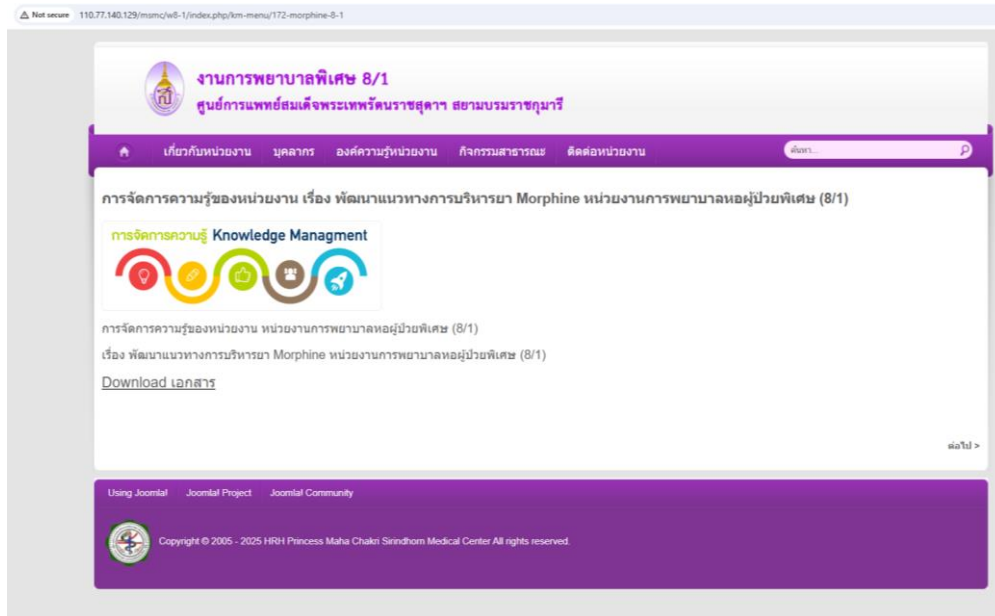 Not secure 110.77.140.129/msmc/w8-1/index.php/km-menu/172-morphine-8-1
งานการพยาบาลพิเศษ 8/1
ศูนย์การแพทย์สมเด็จพระเทพรัตนราชสุดาฯ สยามบรมราชกุมารี
เกี่ยวกับหน่วยงาน บุคลากร องค์ความรู้หน่วยงาน กิจกรรมสาธารณะ ติดต่อหน่วยงาน ค้นหา...
การจัดการความรู้ของหน่วยงาน เรื่อง พัฒนาแนวทางการบริหารยา Morphine หน่วยงานการพยาบาลหอผู้ป่วยพิเศษ (8/1)
การจัดการความรู้ Knowledge Managment
การจัดการความรู้ของหน่วยงาน หน่วยงานการพยาบาลหอผู้ป่วยพิเศษ (8/1)
เรื่อง พัฒนาแนวทางการบริหารยา Morphine หน่วยงานการพยาบาลหอผู้ป่วยพิเศษ (8/1)
Download เอกสาร
ต่อไป >
Using Joomla! Joomla! Project Joomla! Community
Copyright © 2005 - 2025 HRH Princess Maha Chakri Sirindhorn Medical Center All rights reserved.